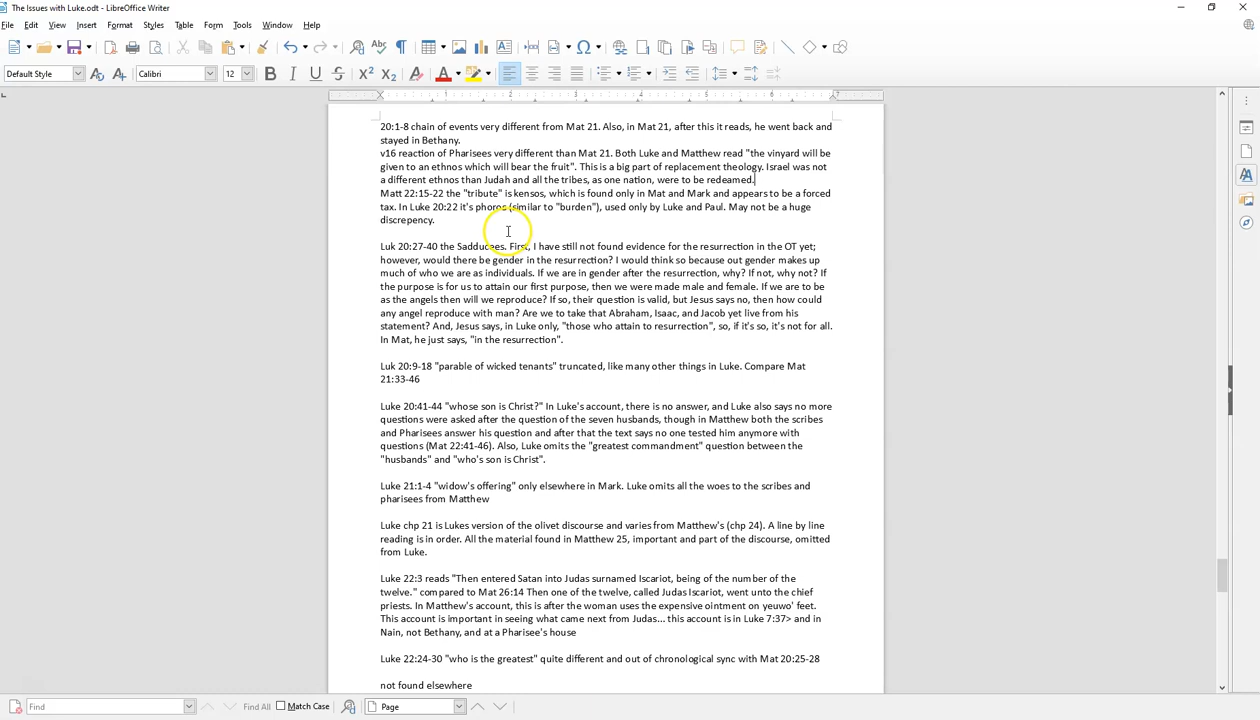 The Issues with Luke.odt - LibreOffice Writer
File Edit View Insert Format Styles Table Form Tools Window Help
Default Style Calibri 12
1 2 3 4 5 6 7
20:1-8 chain of events very different from Mat 21. Also, in Mat 21, after this it reads, he went back and
stayed in Bethany.
v16 reaction of Pharisees very different than Mat 21. Both Luke and Matthew read "the vinyard will be
given to an ethnos which will bear the fruit". This is a big part of replacement theology. Israel was not
a different ethnos than Judah and all the tribes, as one nation, were to be redeamed.
Matt 22:15-22 the "tribute" is kensos, which is found only in Mat and Mark and appears to be a forced
tax. In Luke 20:22 it's phoros (similar to "burden"), used only by Luke and Paul. May not be a huge
discrepency.
Luk 20:27-40 the Sadducees. First, I have still not found evidence for the resurrection in the OT yet;
however, would there be gender in the resurrection? I would think so because out gender makes up
much of who we are as individuals. If we are in gender after the resurrection, why? If not, why not? If
the purpose is for us to attain our first purpose, then we were made male and female. If we are to be
as the angels then will we reproduce? If so, their question is valid, but Jesus says no, then how could
any angel reproduce with man? Are we to take that Abraham, Isaac, and Jacob yet live from his
statement? And, Jesus says, in Luke only, "those who attain to resurrection", so, if it's so, it's not for all.
In Mat, he just says, "in the resurrection".
Luk 20:9-18 "parable of wicked tenants" truncated, like many other things in Luke. Compare Mat
21:33-46
Luke 20:41-44 "whose son is Christ?" In Luke's account, there is no answer, and Luke also says no more
questions were asked after the question of the seven husbands, though in Matthew both the scribes
and Pharisees answer his question and after that the text says no one tested him anymore with
questions (Mat 22:41-46). Also, Luke omits the "greatest commandment" question between the
"husbands" and "who's son is Christ".
Luke 21:1-4 "widow's offering" only elsewhere in Mark. Luke omits all the woes to the scribes and
pharisees from Matthew
Luke chp 21 is Lukes version of the olivet discourse and varies from Matthew's (chp 24). A line by line
reading is in order. All the material found in Matthew 25, important and part of the discourse, omitted
from Luke.
Luke 22:3 reads "Then entered Satan into Judas surnamed Iscariot, being of the number of the
twelve." compared to Mat 26:14 Then one of the twelve, called Judas Iscariot, went unto the chief
priests. In Matthew's account, this is after the woman uses the expensive ointment on yeuwo' feet.
This account is important in seeing what came next from Judas... this account is in Luke 7:37> and in
Nain, not Bethany, and at a Pharisee's house
Luke 22:24-30 "who is the greatest" quite different and out of chronological sync with Mat 20:25-28
not found elsewhere
Find Find All Match Case Page